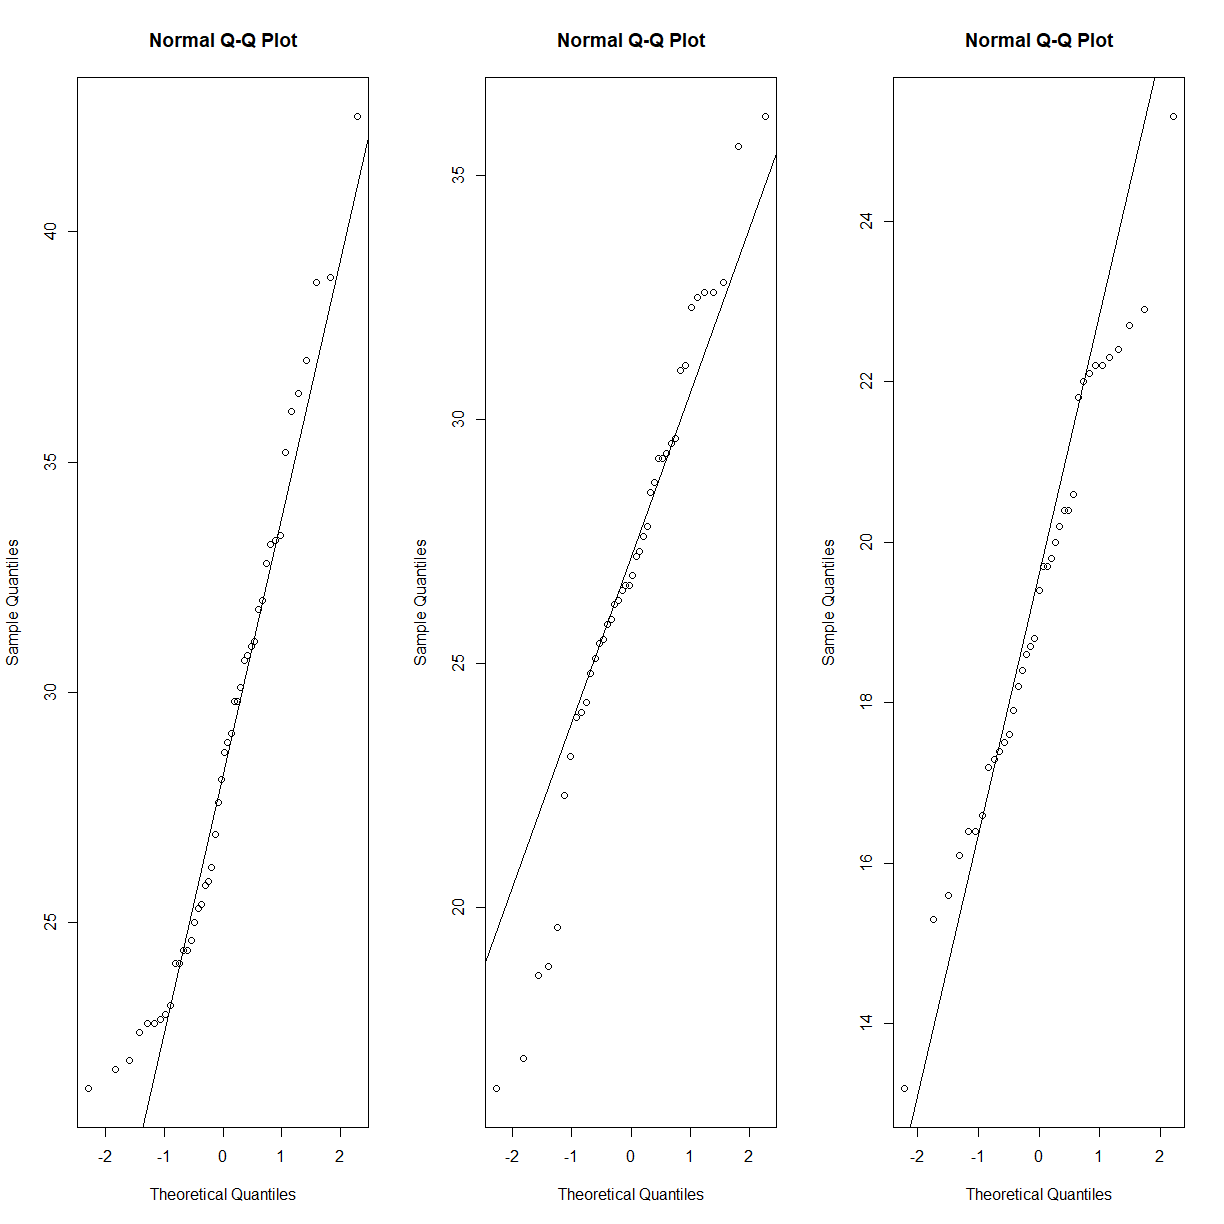 Normal Q-Q Plot
Sample Quantiles
40
35
30
25
-2 -1 0 1 2
Theoretical Quantiles
Normal Q-Q Plot
Sample Quantiles
35
30
25
20
-2 -1 0 1 2
Theoretical Quantiles
Normal Q-Q Plot
Sample Quantiles
24
22
20
18
16
14
-2 -1 0 1 2
Theoretical Quantiles